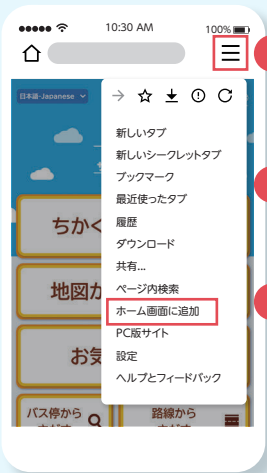 10:30 AM
100%
日本語-Japanese
新しいタブ
新しいシークレットタブ
ブックマーク
最近使ったタブ
履歴
ダウンロード
共有...
ページ内検索
ホーム画面に追加
PC版サイト
設定
ヘルプとフィードバック
ちかく
地図か
お気
バス停から
路線から